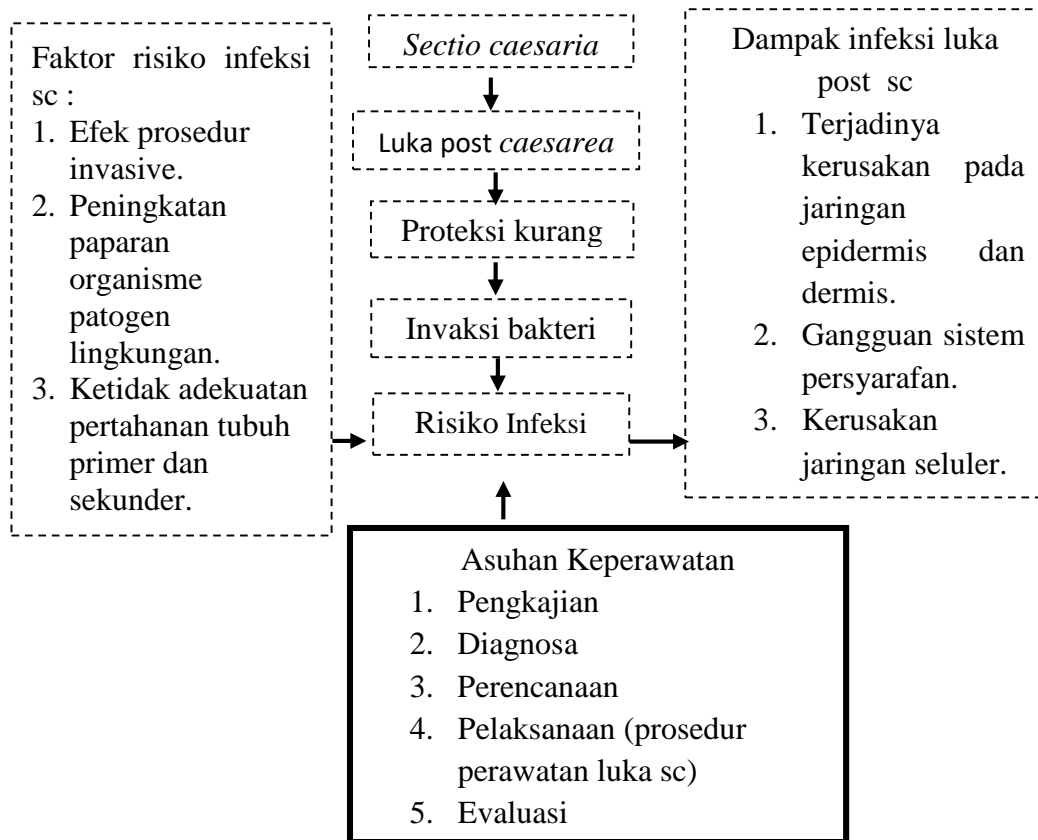 Faktor risiko infeksi
sc :
1. Efek prosedur
invasive.
2. Peningkatan
paparan
organisme
patogen
lingkungan.
3. Ketidak adekuatan
pertahanan tubuh
primer dan
sekunder.
Sectio caesaria
Luka post caesarea
Proteksi kurang
Invaksi bakteri
Risiko Infeksi
Dampak infeksi luka
post sc
1. Terjadinya
kerusakan pada
jaringan
epidermis dan
dermis.
2. Gangguan sistem
persyarafan.
3. Kerusakan
jaringan seluler.
Asuhan Keperawatan
1. Pengkajian
2. Diagnosa
3. Perencanaan
4. Pelaksanaan (prosedur
perawatan luka sc)
5. Evaluasi